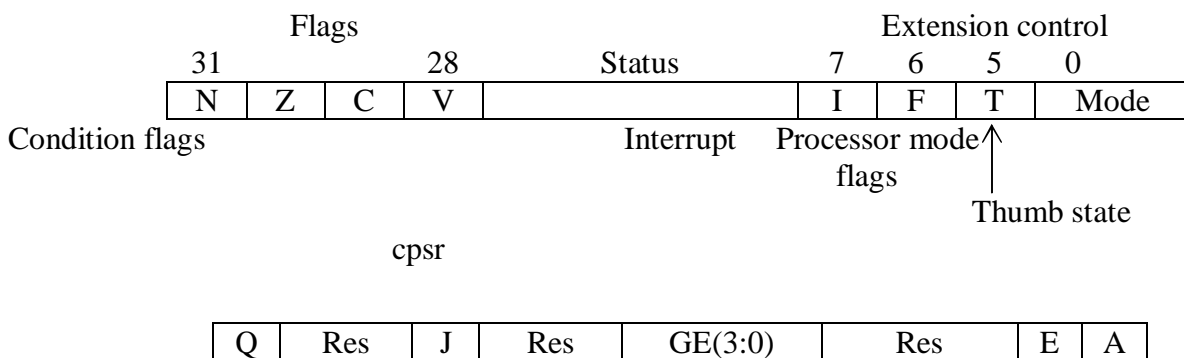 Flags Extension control
31 28 Status 7 6 5 0
N Z C V I F T Mode
Condition flags Interrupt Processor mode
flags
Thumb state
cpsr
Q Res J Res GE(3:0) Res E A